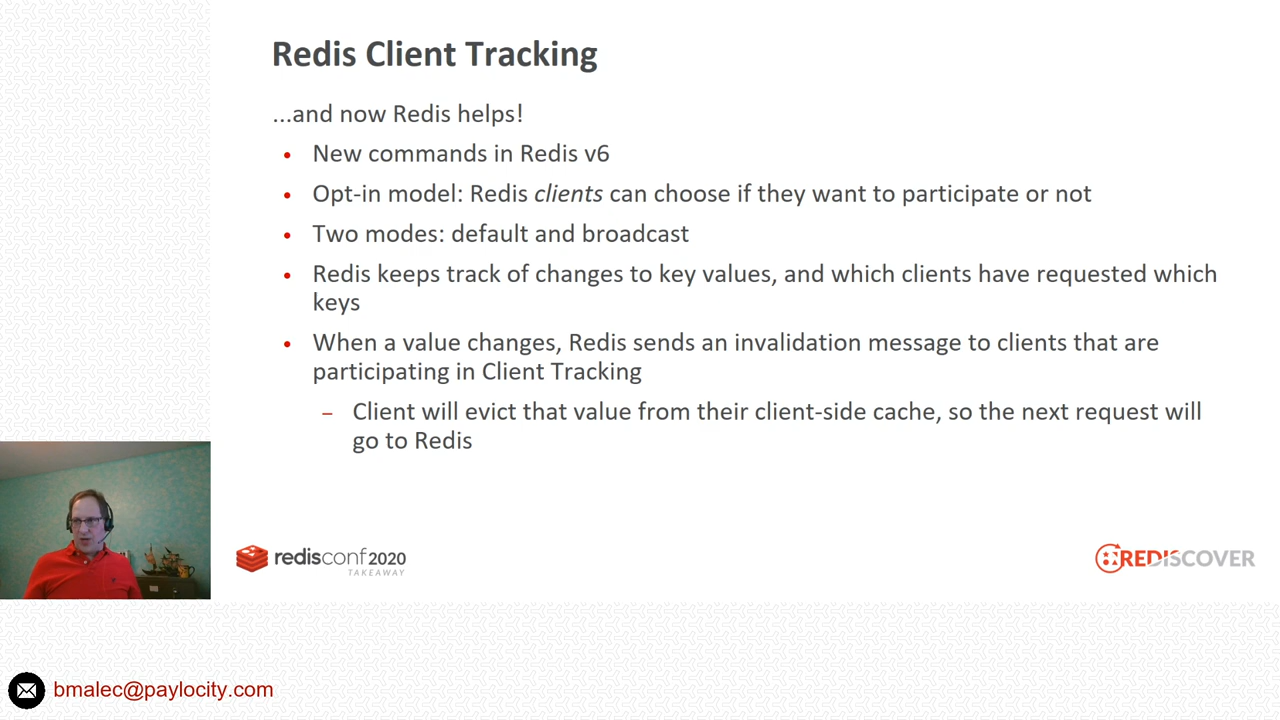 Redis Client Tracking
...and now Redis helps!
• New commands in Redis v6
• Opt-in model: Redis clients can choose if they want to participate or not
• Two modes: default and broadcast
• Redis keeps track of changes to key values, and which clients have requested which
keys
• When a value changes, Redis sends an invalidation message to clients that are
participating in Client Tracking
– Client will evict that value from their client-side cache, so the next request will
go to Redis
redisconf 2020
TAKEAWAY
REDISCOVER
bmalec@paylocity.com